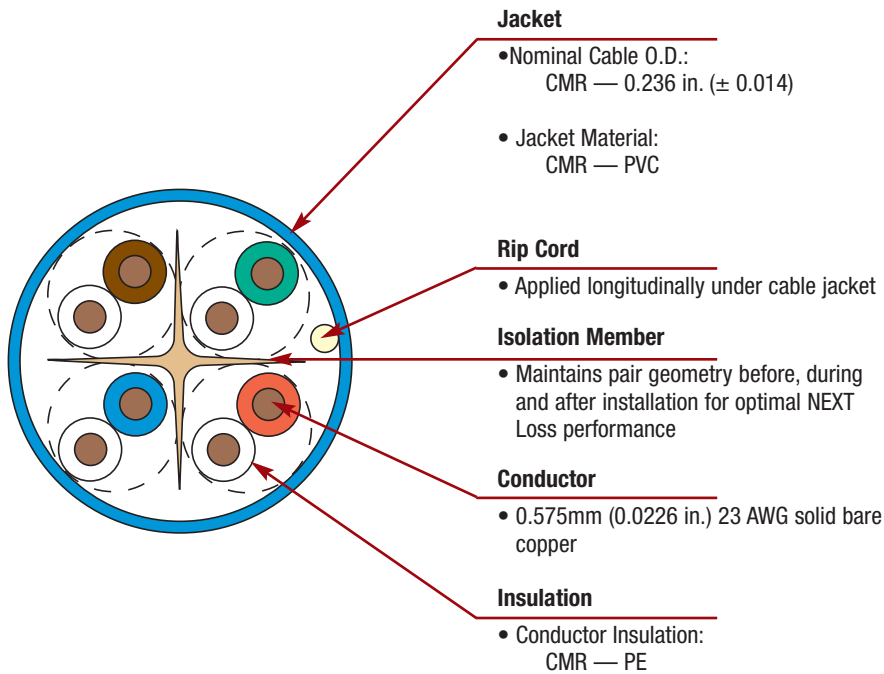 Jacket
•Nominal Cable O.D.:
CMR — 0.236 in. (± 0.014)
• Jacket Material:
CMR — PVC
Rip Cord
• Applied longitudinally under cable jacket
Isolation Member
• Maintains pair geometry before, during
and after installation for optimal NEXT
Loss performance
Conductor
• 0.575mm (0.0226 in.) 23 AWG solid bare
copper
Insulation
• Conductor Insulation:
CMR — PE